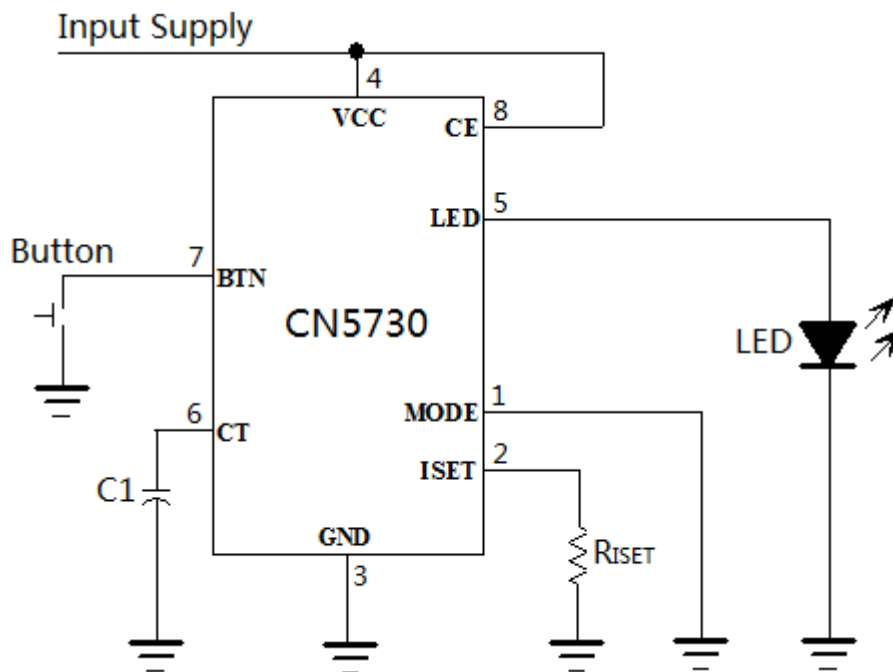 Input Supply
4
VCC
8
CE
5
LED
Button
7
BTN
CN5730
LED
6
CT
1
MODE
C1
2
ISET
GND
RISET
3